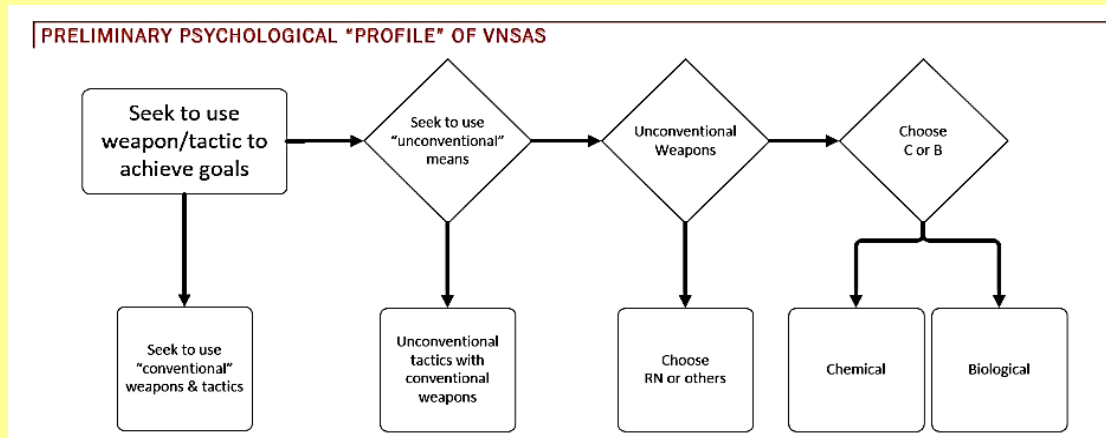 PRELIMINARY PSYCHOLOGICAL “PROFILE” OF VNSAS
Seek to use
weapon/tactic to
achieve goals
Seek to use
“unconventional”
means
Unconventional
Weapons
Choose
C or B
Seek to use
“conventional”
weapons & tactics
Unconventional
tactics with
conventional
weapons
Choose
RN or others
Chemical
Biological